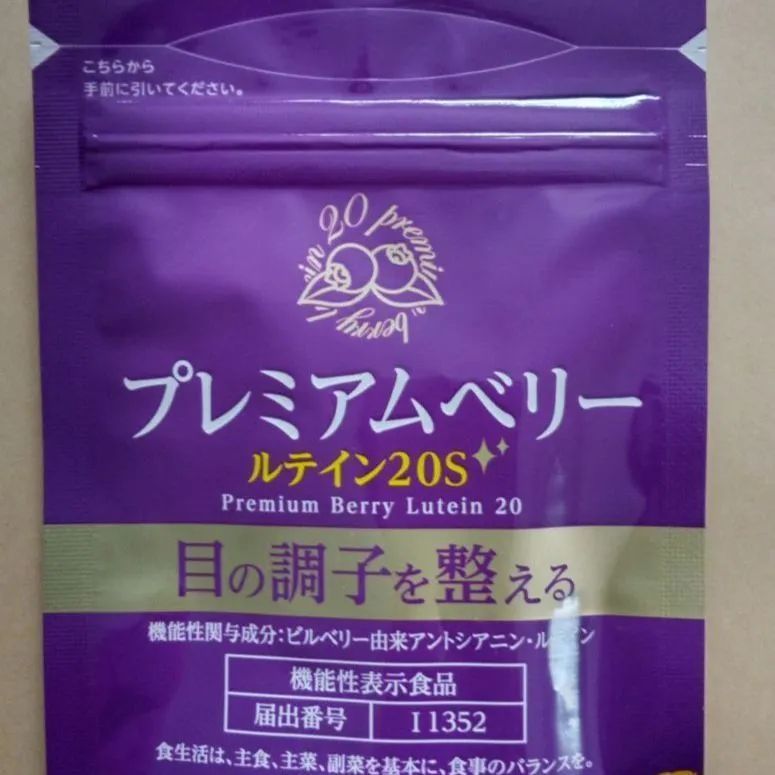 こちらから
手前に引いてください。
in 20 premi
berry l
プレミアムベリー
ルテイン20S
Premium Berry Lutein 20
目の調子を整える
機能性関与成分:ビルベリー由来アントシアニン・ルテイン
機能性表示食品
届出番号 I1352
食生活は、主食、主菜、副菜を基本に、食事のバランスを。